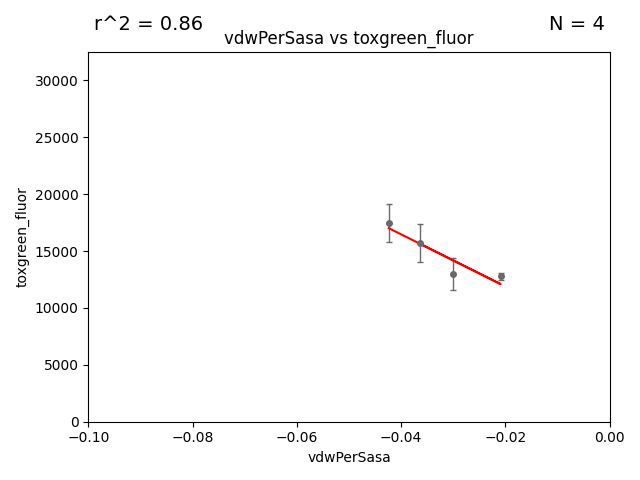 r^2 = 0.86
N = 4
vdwPerSasa vs toxgreen_fluor
30000
25000
20000
15000
10000
5000
0
toxgreen_fluor
−0.10
−0.08
−0.06
−0.04
−0.02
0.00
vdwPerSasa